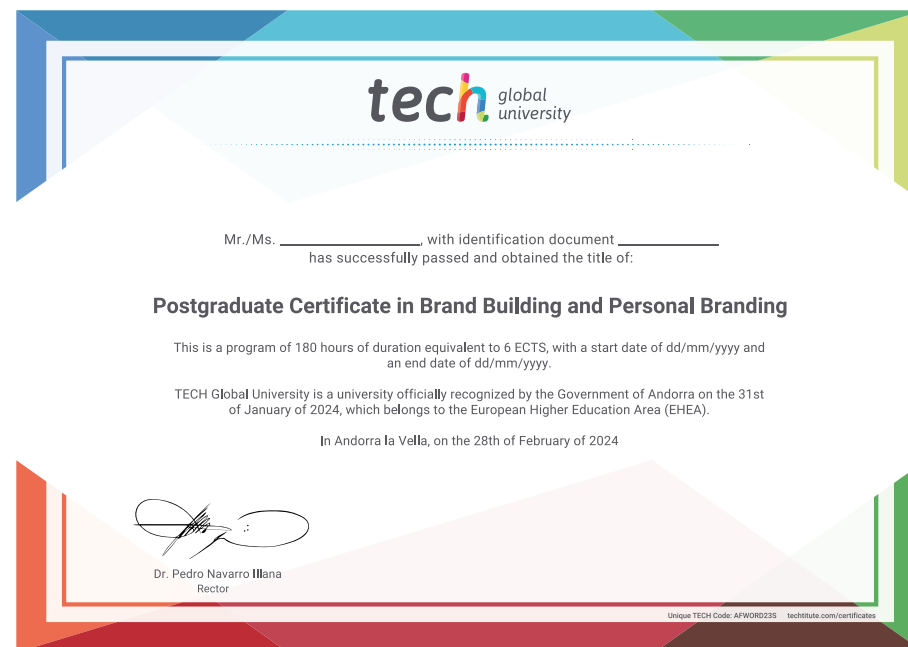 tech global university
Mr./Ms. ____________________, with identification document ______________
has successfully passed and obtained the title of:
Postgraduate Certificate in Brand Building and Personal Branding
This is a program of 180 hours of duration equivalent to 6 ECTS, with a start date of dd/mm/yyyy and
an end date of dd/mm/yyyy.
TECH Global University is a university officially recognized by the Government of Andorra on the 31st
of January of 2024, which belongs to the European Higher Education Area (EHEA).
In Andorra la Vella, on the 28th of February of 2024
Dr. Pedro Navarro Illana
Rector
Unique TECH Code: AFWORD23S techtitute.com/certificates